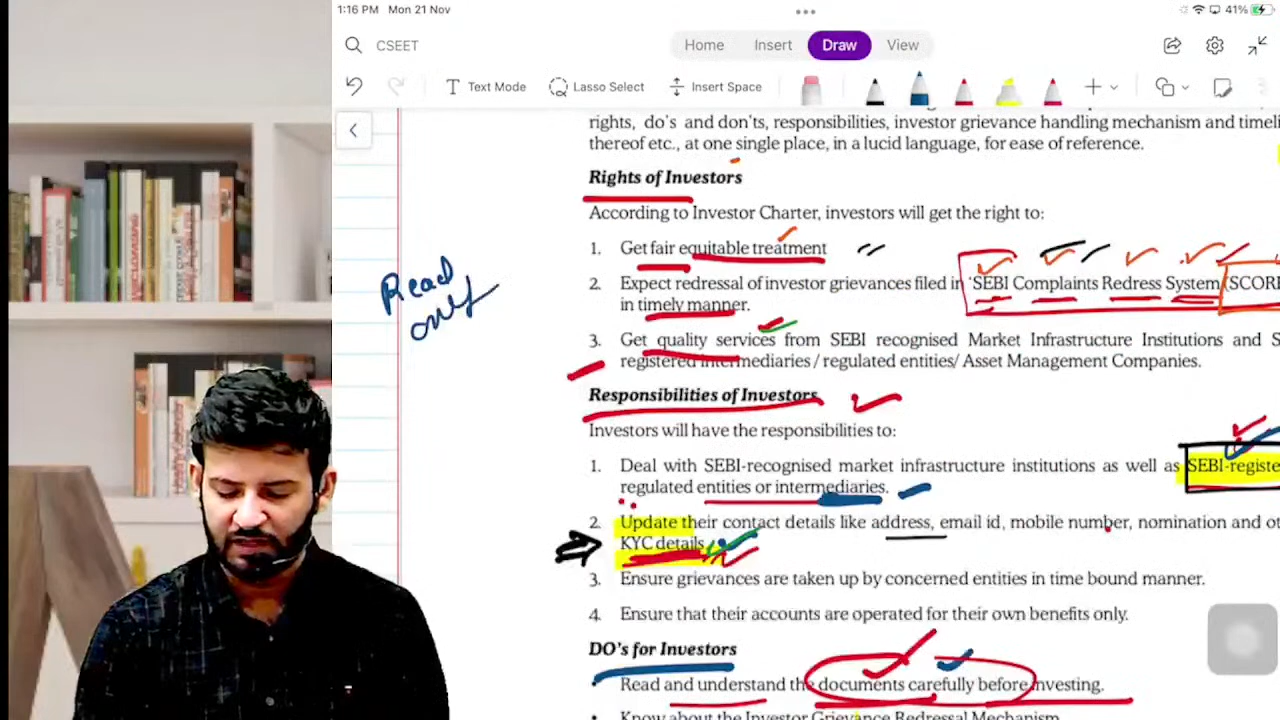 1:16 PM Mon 21 Nov
41%
CSEET
Home Insert Draw View
Text Mode Lasso Select Insert Space
rights, do's and don'ts, responsibilities, investor grievance handling mechanism and timeli
thereof etc., at one single place, in a lucid language, for ease of reference.
Rights of Investors
According to Investor Charter, investors will get the right to:
1. Get fair equitable treatment
2. Expect redressal of investor grievances filed in 'SEBI Complaints Redress System (SCORE
in timely manner.
3. Get quality services from SEBI recognised Market Infrastructure Institutions and S
registered intermediaries / regulated entities/ Asset Management Companies.
Read
only
Responsibilities of Investors
Investors will have the responsibilities to:
1. Deal with SEBI-recognised market infrastructure institutions as well as SEBI-registe
regulated entities or intermediaries.
2. Update their contact details like address, email id, mobile number, nomination and ot
KYC details
3. Ensure grievances are taken up by concerned entities in time bound manner.
4. Ensure that their accounts are operated for their own benefits only.
DO's for Investors
• Read and understand the documents carefully before investing.
• Know about the Investor Grievance Redressal Mechanism